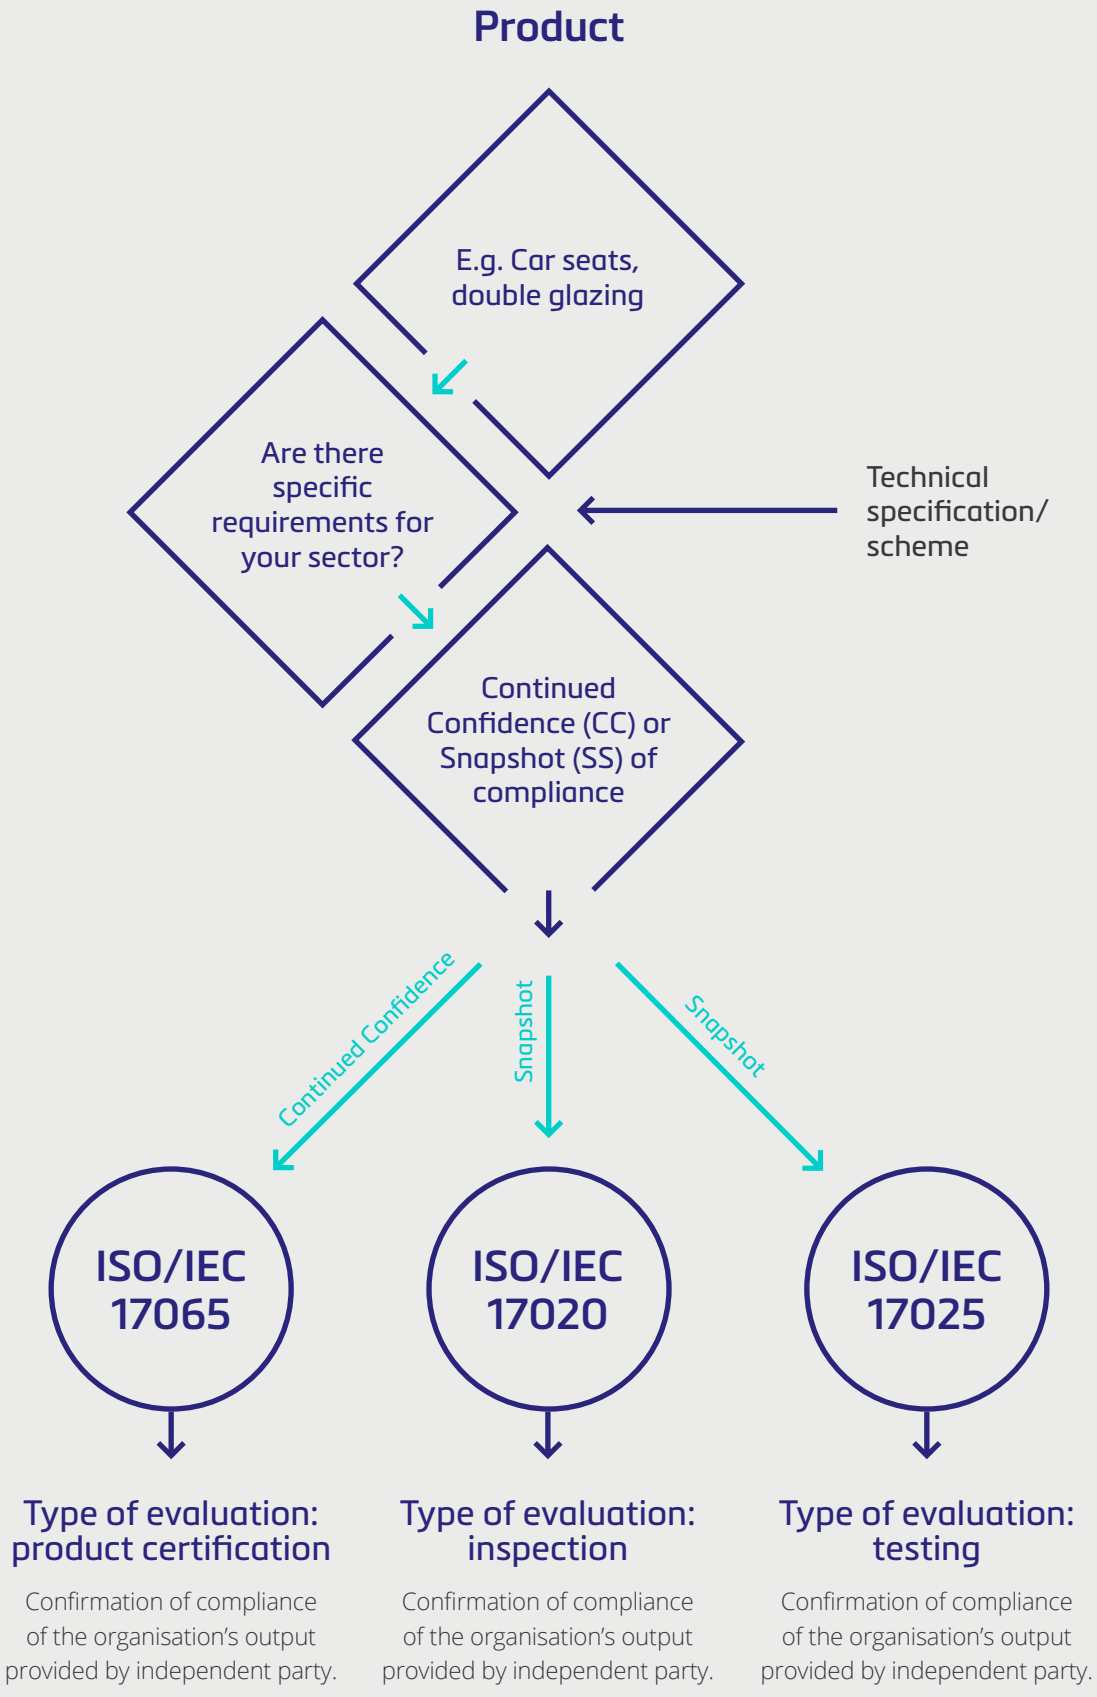 Product
E.g. Car seats,
double glazing
Are there
specific
requirements for
your sector?
Technical
specification/
scheme
Continued
Confidence (CC) or
Snapshot (SS) of
compliance
Continued Confidence
Snapshot
Snapshot
ISO/IEC
17065
ISO/IEC
17020
ISO/IEC
17025
Type of evaluation:
product certification
Confirmation of compliance
of the organisation’s output
provided by independent party.
Type of evaluation:
inspection
Confirmation of compliance
of the organisation’s output
provided by independent party.
Type of evaluation:
testing
Confirmation of compliance
of the organisation’s output
provided by independent party.